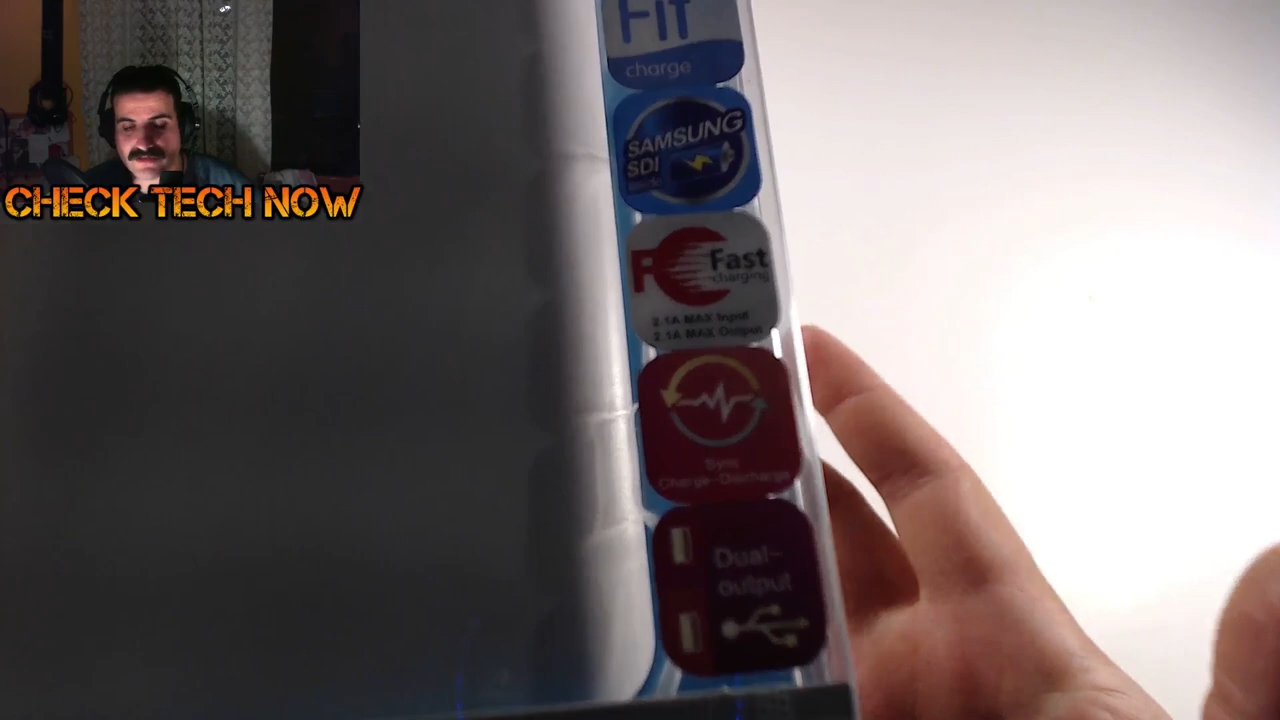 CHECK TECH NOW
Fit
charge
SAMSUNG
SDI
FC Fast
charging
2.1A MAX Input
2.1A MAX Output
Sync
Charge-Discharge
Dual-
output